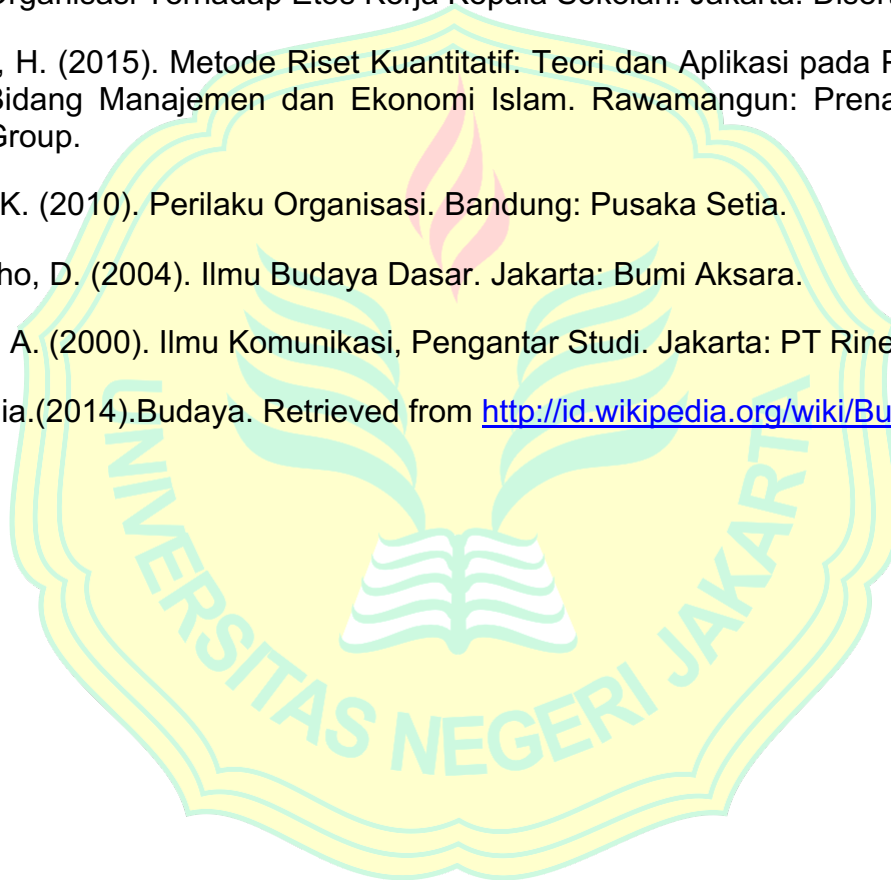 Organisasi Terhadap Etos Kerja Kepala Sekolah. Jakarta:
, H. (2015). Metode Riset Kuantitatif: Teori dan Aplikasi pada
Bidang Manajemen dan Ekonomi Islam. Rawamangun:
Group.
K. (2010). Perilaku Organisasi. Bandung: Pusaka Setia.
ho, D. (2004). Ilmu Budaya Dasar. Jakarta: Bumi Aksara.
A. (2000). Ilmu Komunikasi, Pengantar Studi. Jakarta: PT Rine
ia.(2014).Budaya. Retrieved from http://id.wikipedia.org/wiki/Bu
UNIVERSITAS NEGERI JAKARTA